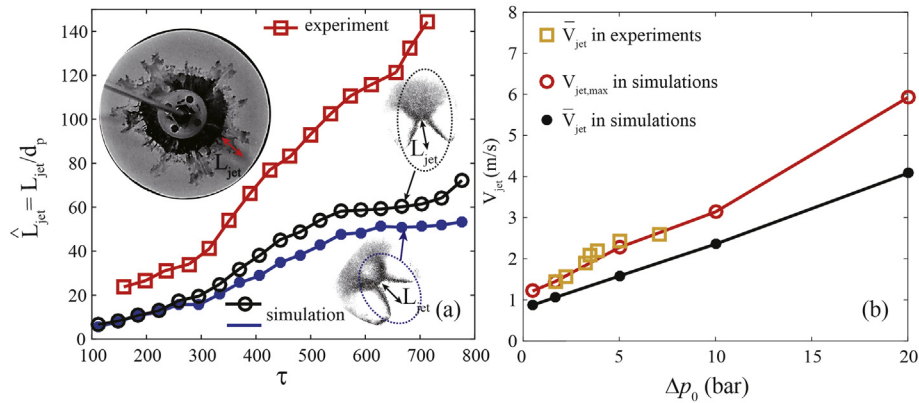 140
120
100
80
60
40
20
0
100
200
300
400
500
600
700
800
L̂jet = Ljet/dp
τ
experiment
Ljet
Ljet
Ljet
simulation
(a)
7
6
5
4
3
2
1
0
0
5
10
15
20
Vjet(m/s)
Δp0 (bar)
V̄jet in experiments
Vjet,max in simulations
V̄jet in simulations
(b)